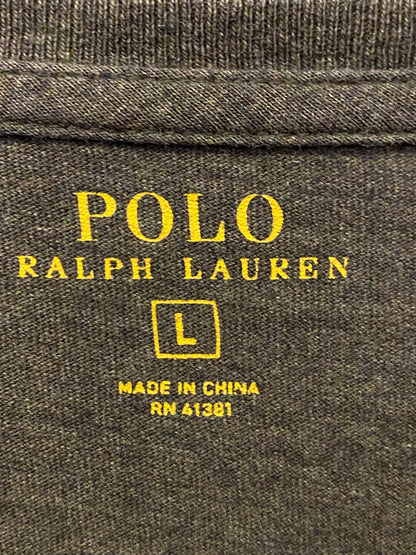 POLO
RALPH LAUREN
L
MADE IN CHINA
RN 41381